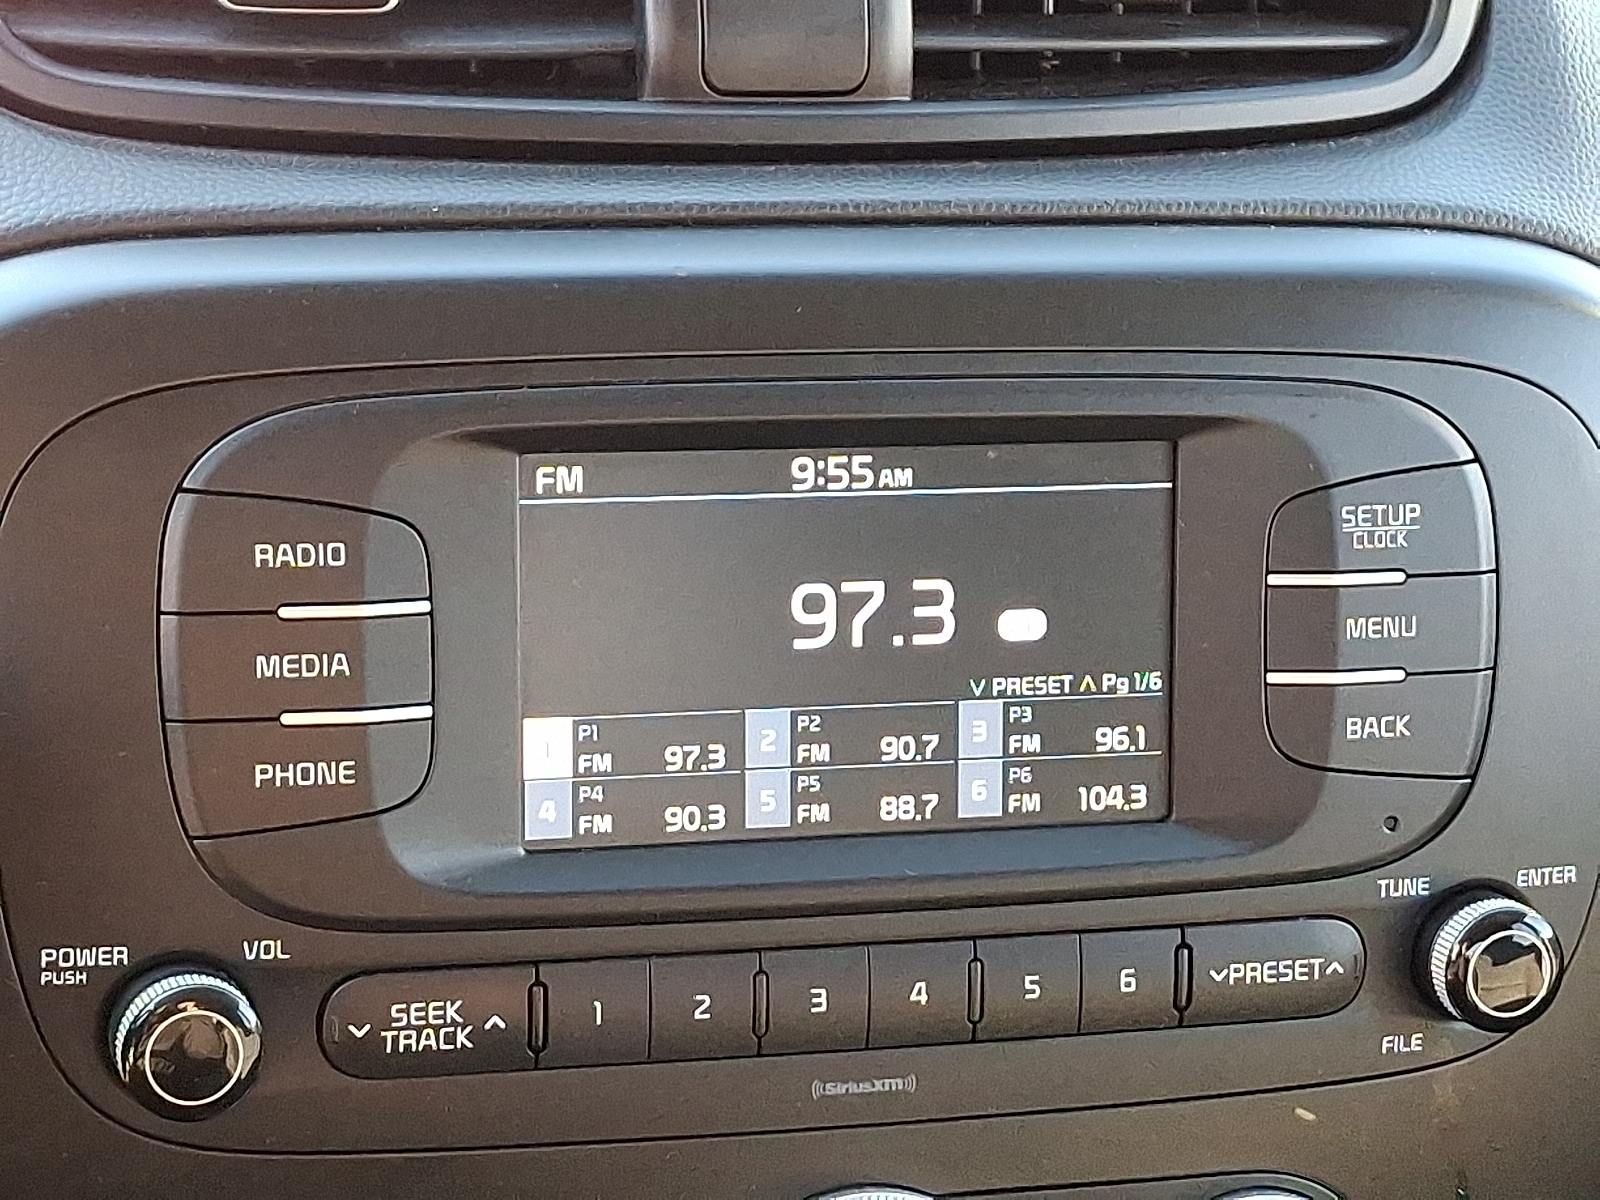 FM 9:55 AM
97.3
∨ PRESET ∧ Pg 1/6
1 P1 FM 97.3
2 P2 FM 90.7
3 P3 FM 96.1
4 P4 FM 90.3
5 P5 FM 88.7
6 P6 FM 104.3
RADIO
MEDIA
PHONE
SETUP
CLOCK
MENU
BACK
POWER
PUSH
VOL
∨ SEEK ∧
TRACK
1 2 3 4 5 6
∨PRESET∧
TUNE
ENTER
FILE
((SiriusXM))